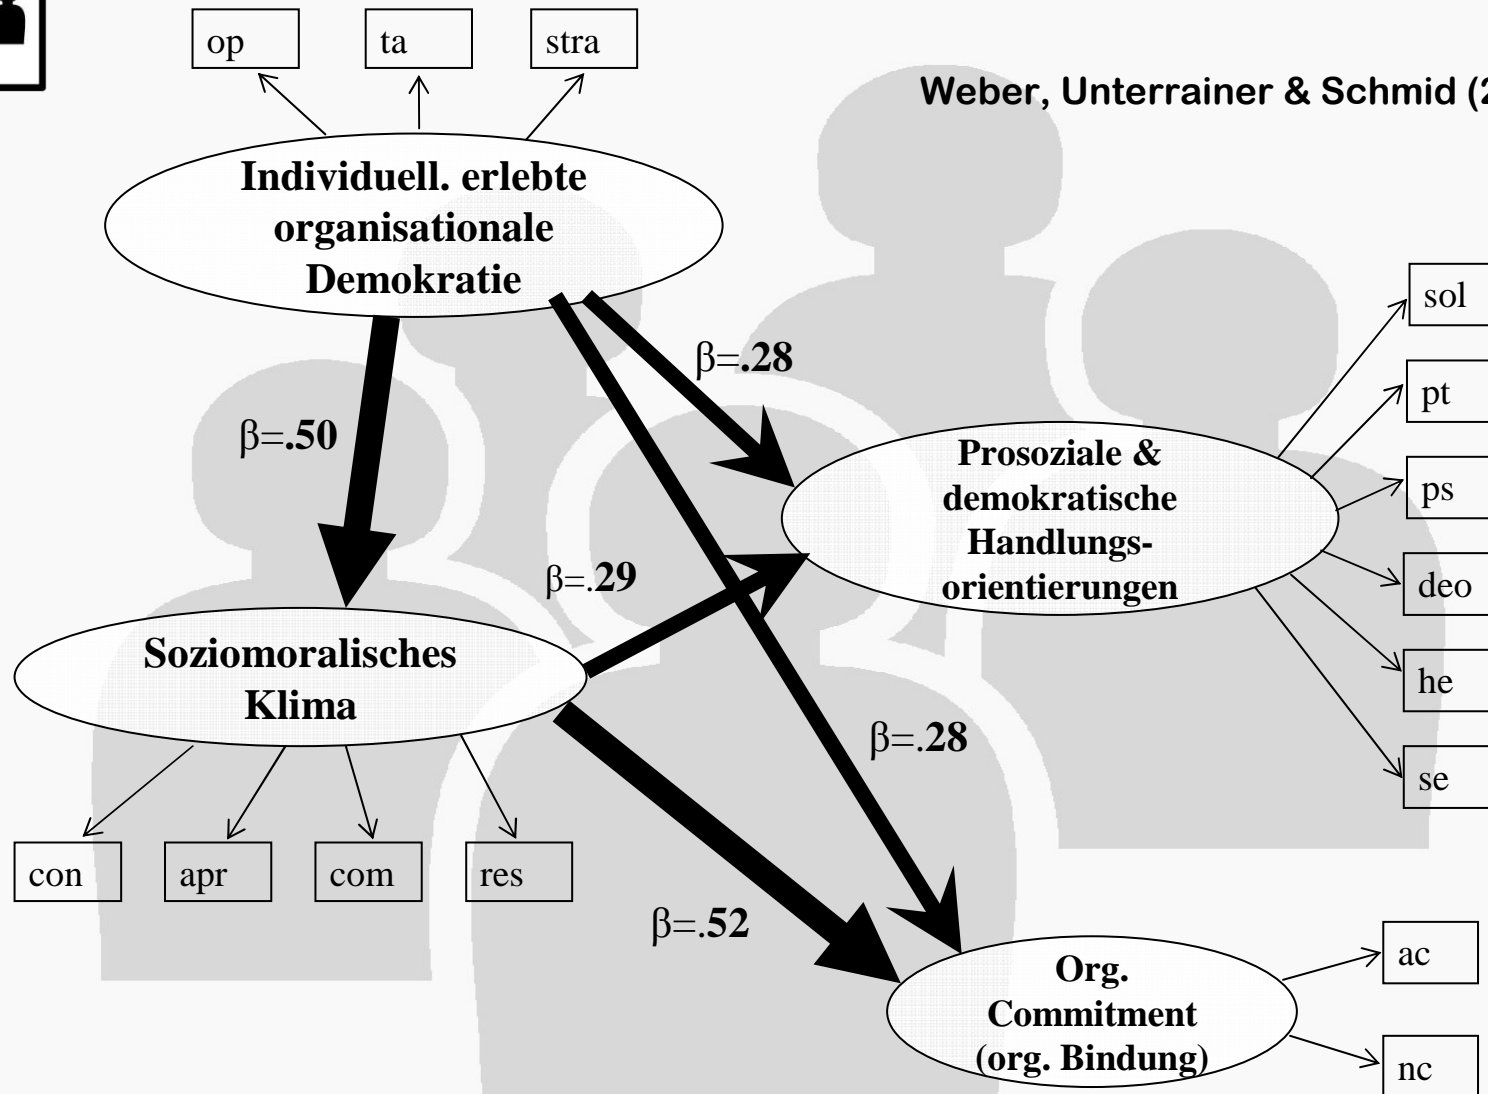 op
ta
stra
Weber, Unterrainer & Schmid (2
Individuell. erlebte
organisationale
Demokratie
β=.28
sol
pt
β=.50
Prosoziale &
demokratische
Handlungs-
orientierungen
ps
deo
β=.29
he
Soziomoralisches
Klima
β=.28
se
con
apr
com
res
β=.52
ac
Org.
Commitment
(org. Bindung)
nc